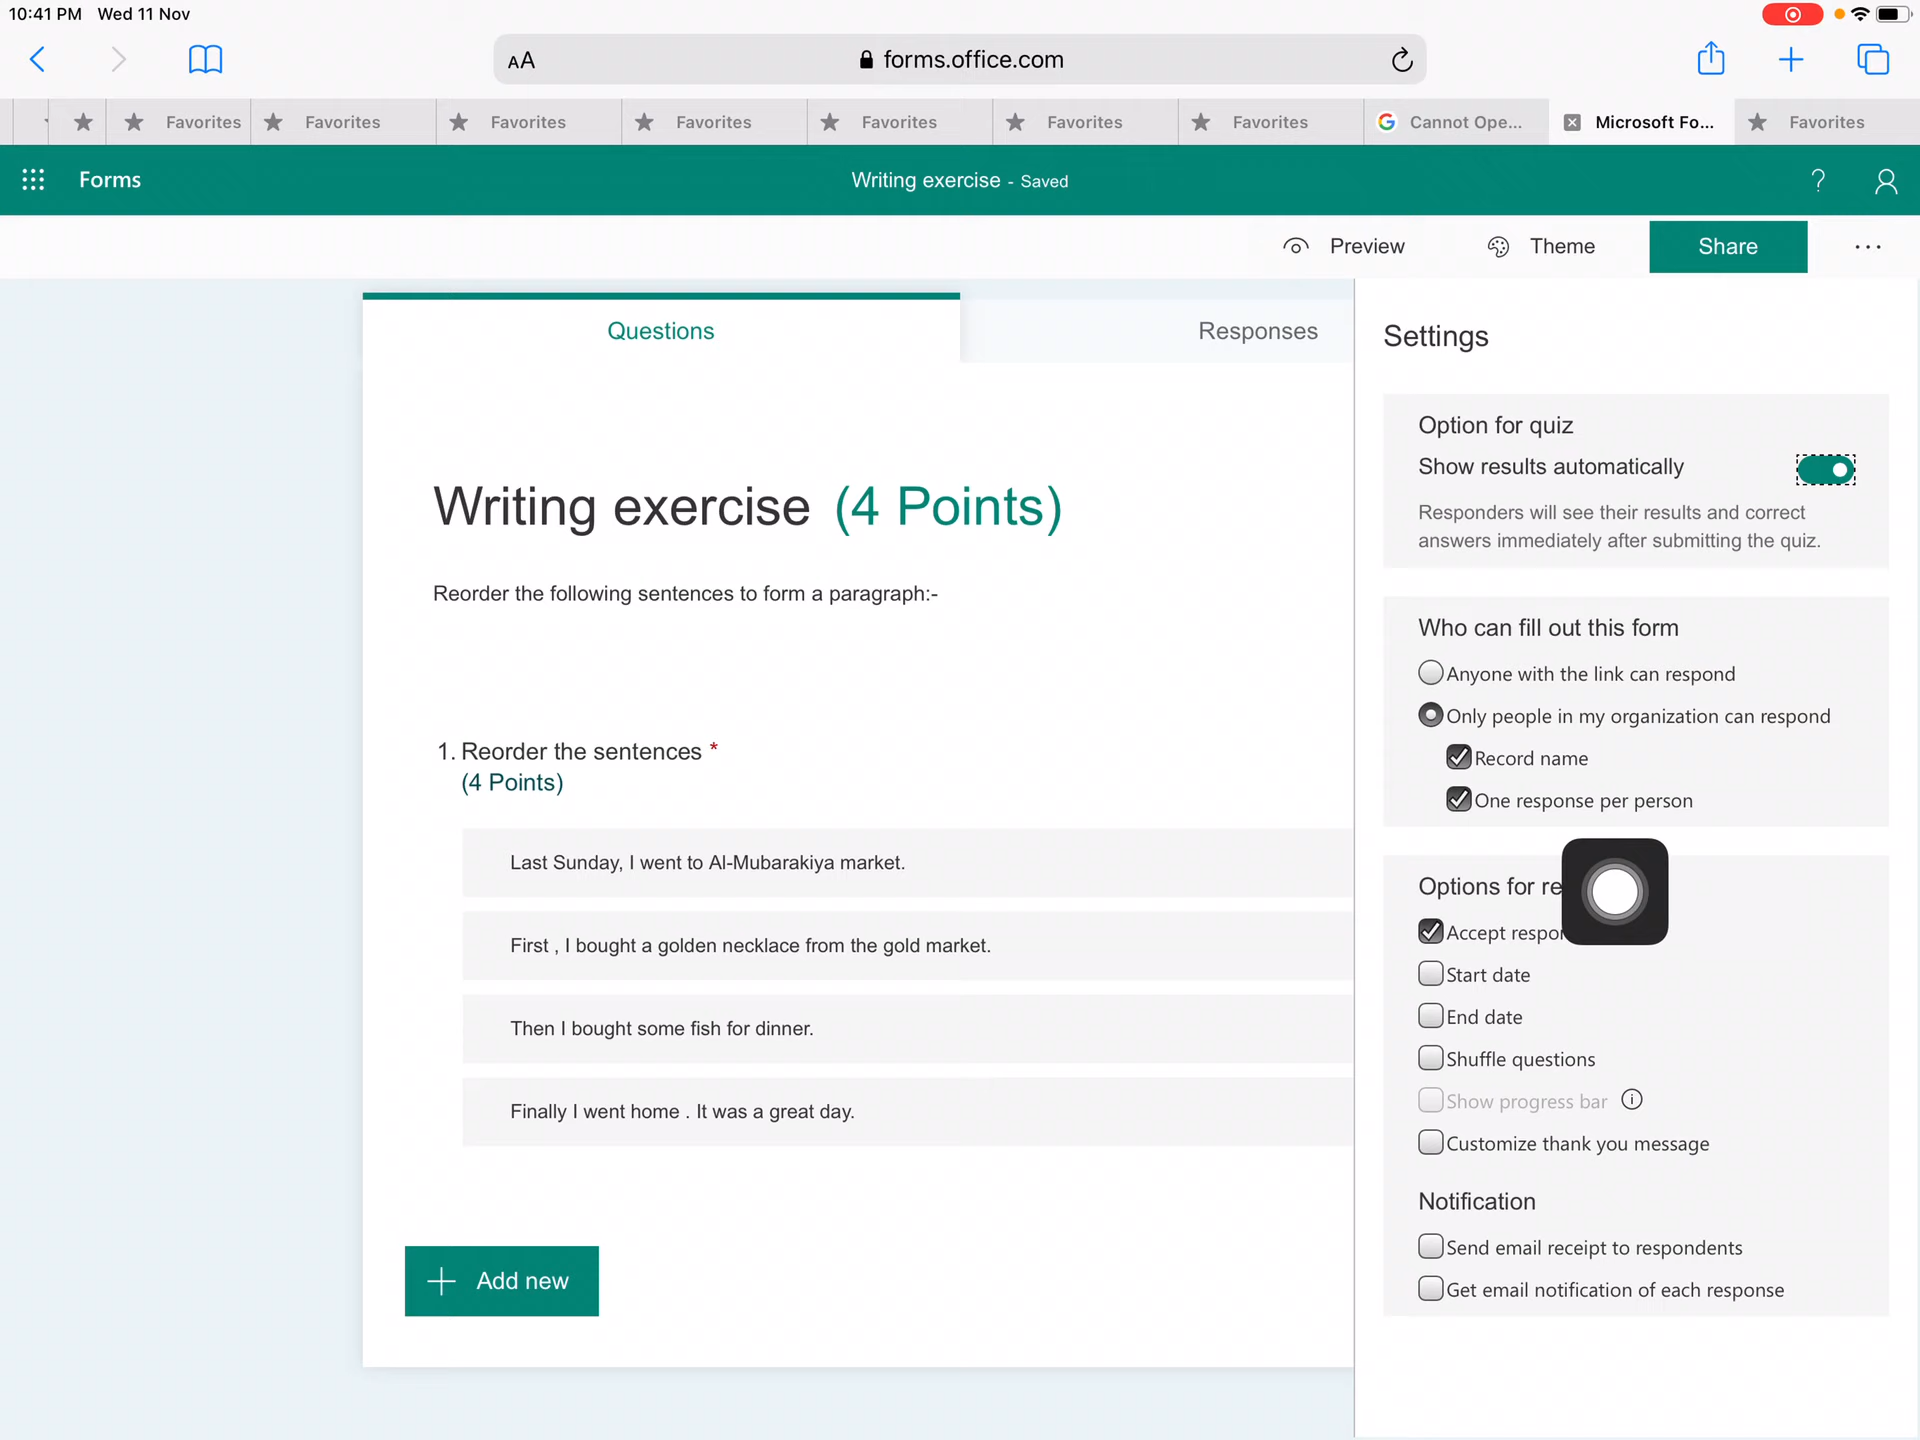 10:41 PM Wed 11 Nov
AA forms.office.com
Favorites Favorites Favorites Favorites Favorites Favorites Favorites Cannot Ope... Microsoft Fo... Favorites
Forms Writing exercise - Saved ?
Preview Theme Share ...
Questions Responses
Writing exercise (4 Points)
Reorder the following sentences to form a paragraph:-
1. Reorder the sentences *
(4 Points)
Last Sunday, I went to Al-Mubarakiya market.
First , I bought a golden necklace from the gold market.
Then I bought some fish for dinner.
Finally I went home . It was a great day.
+ Add new
Settings
Option for quiz
Show results automatically
Responders will see their results and correct
answers immediately after submitting the quiz.
Who can fill out this form
Anyone with the link can respond
Only people in my organization can respond
Record name
One response per person
Options for
Accept
Start date
End date
Shuffle questions
Show progress bar
Customize thank you message
Notification
Send email receipt to respondents
Get email notification of each response